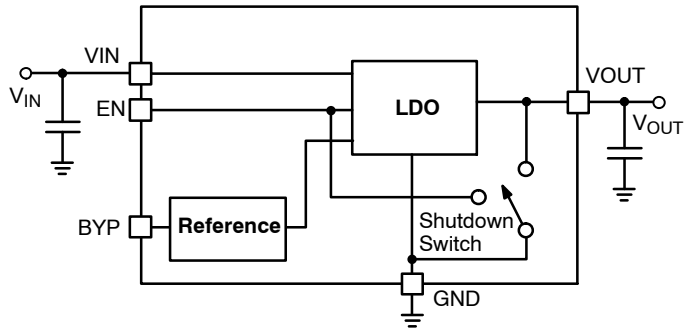 VIN
VOUT
V_IN
EN
LDO
V_OUT
BYP
Reference
Shutdown
Switch
GND